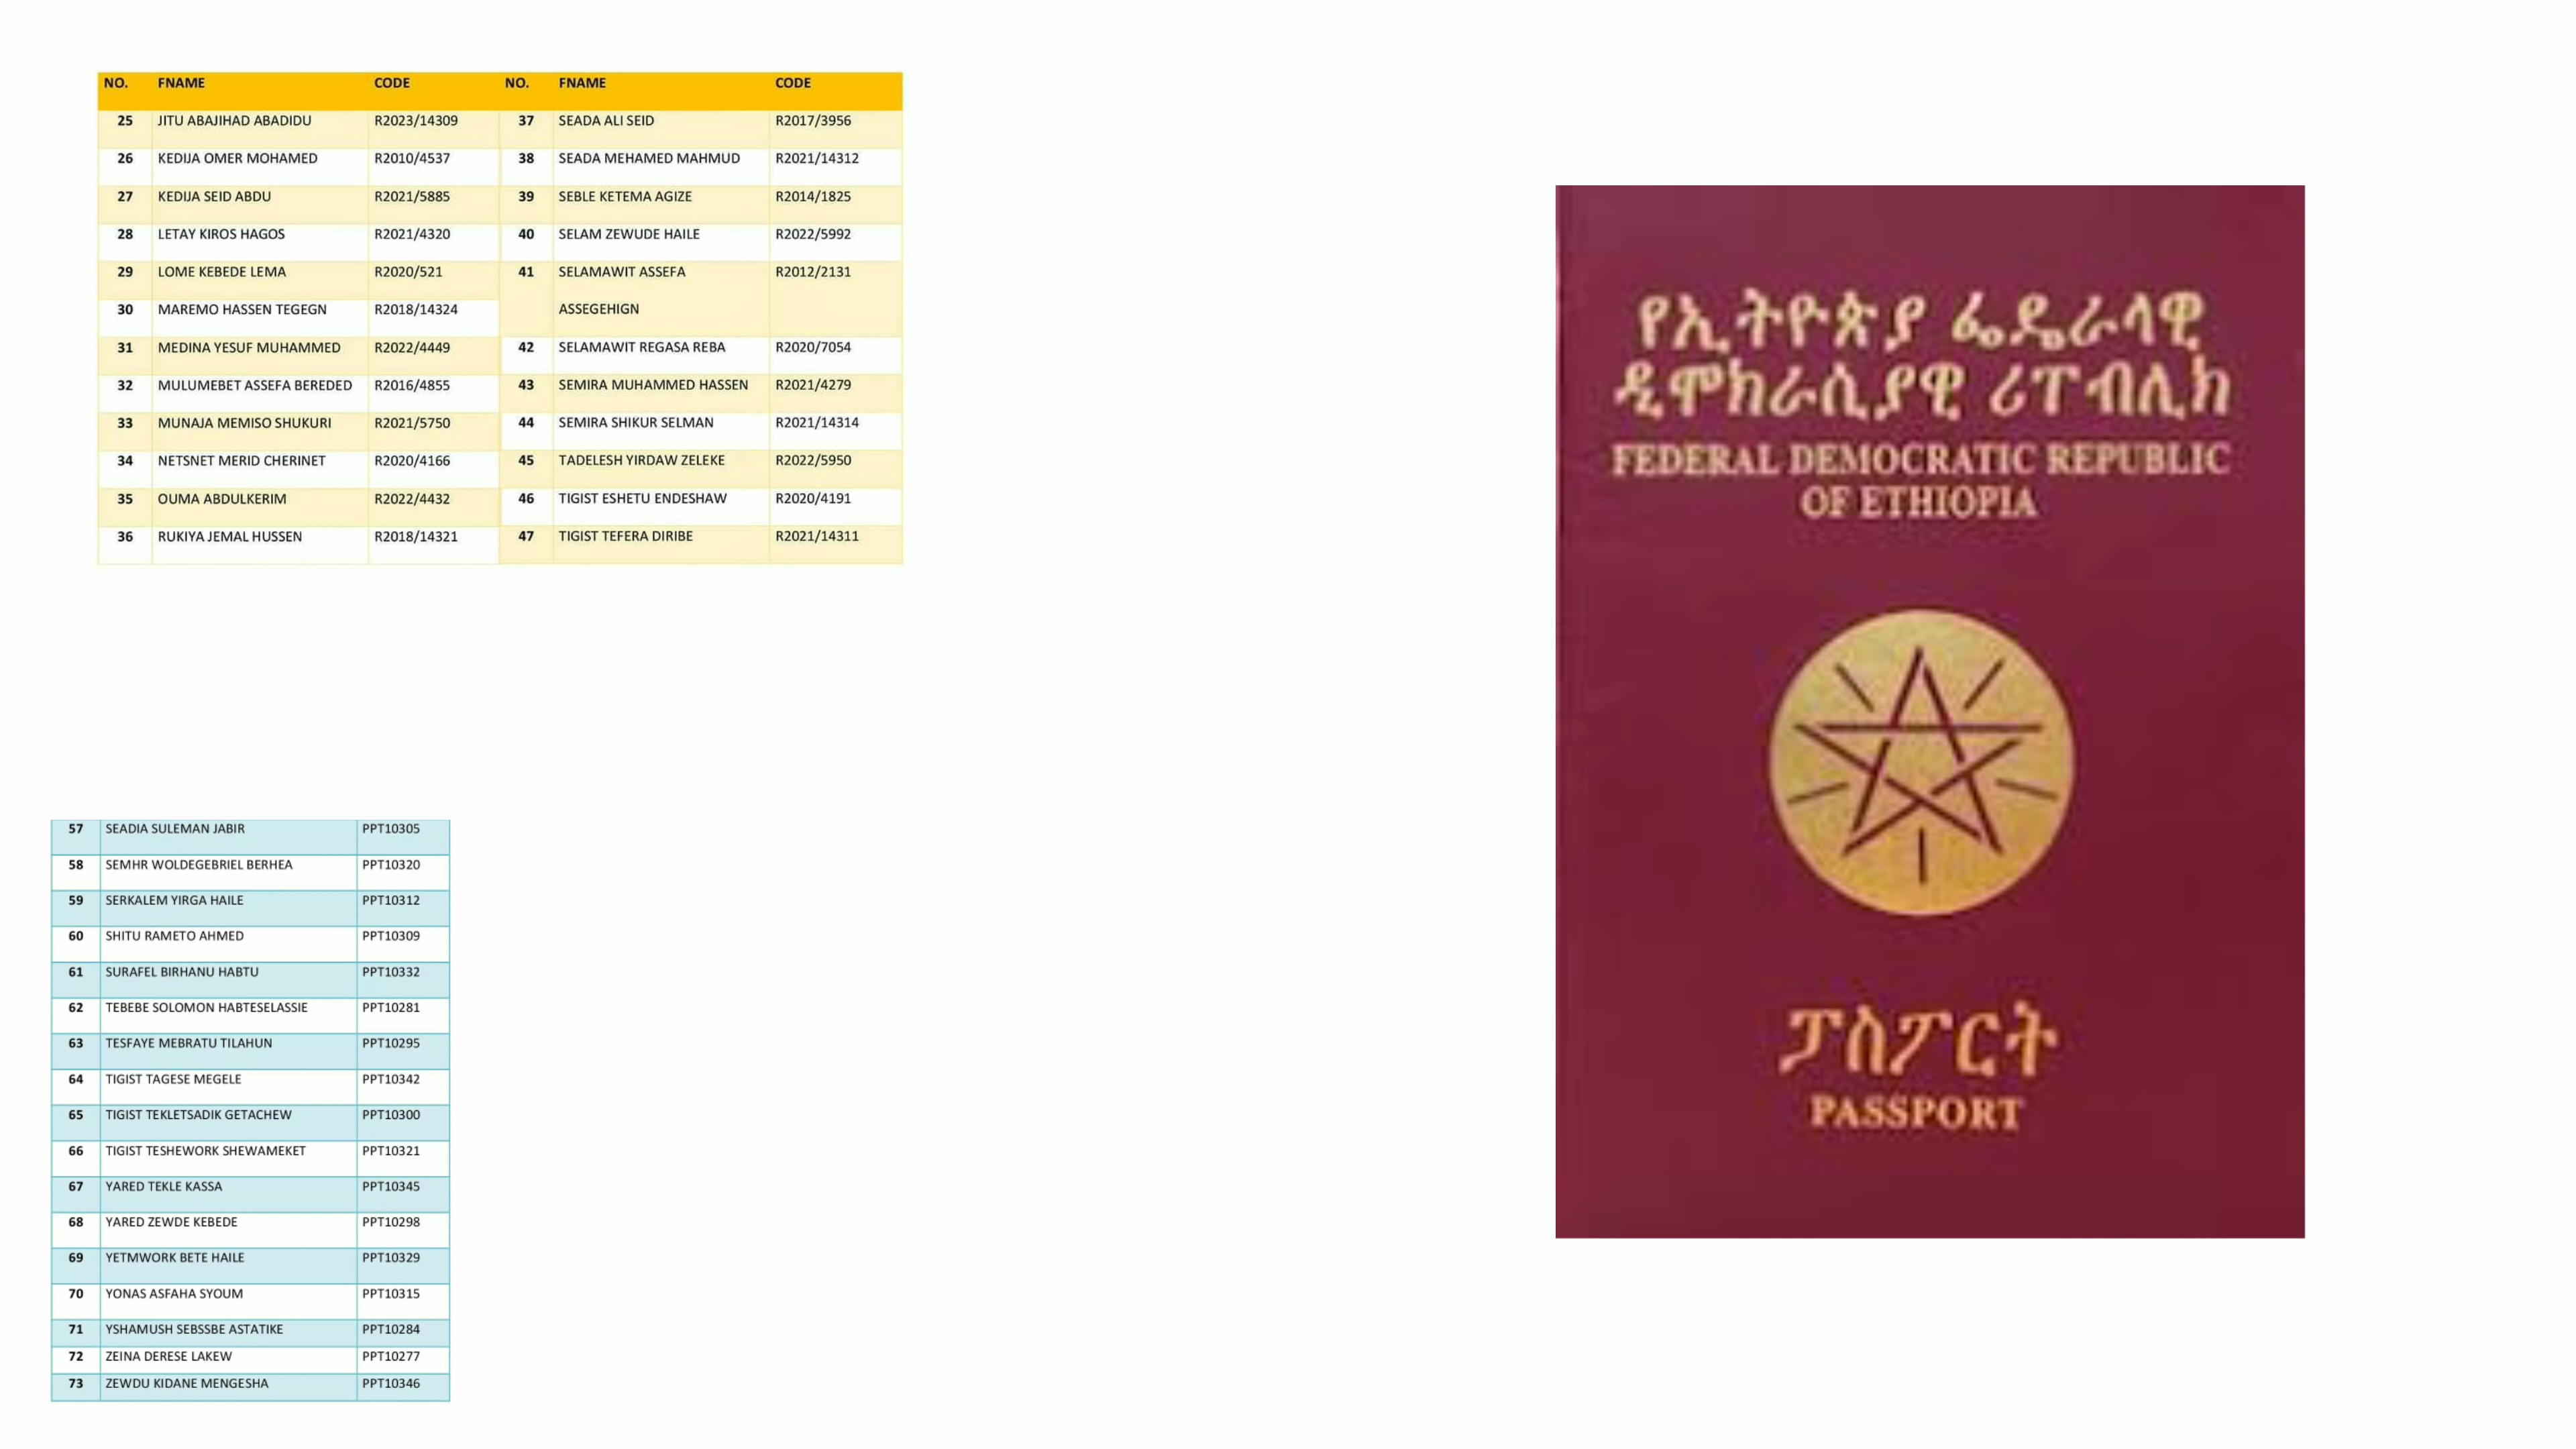 NO. FNAME CODE NO. FNAME CODE
25 JITU ABAJIHAD ABADIDU R2023/14309 37 SEADA ALI SEID R2017/3956
26 KEDIJA OMER MOHAMED R2010/4537 38 SEADA MEHAMED MAHMUD R2021/14312
27 KEDIJA SEID ABDU R2021/5885 39 SEBLE KETEMA AGIZE R2014/1825
28 LETAY KIROS HAGOS R2021/4320 40 SELAM ZEWUDE HAILE R2022/5992
29 LOME KEBEDE LEMA R2020/521 41 SELAMAWIT ASSEFA R2012/2131
30 MAREMO HASSEN TEGEGN R2018/14324 ASSEGEHIGN
31 MEDINA YESUF MUHAMMED R2022/4449 42 SELAMAWIT REGASA REBA R2020/7054
32 MULUMEBET ASSEFA BEREDED R2016/4855 43 SEMIRA MUHAMMED HASSEN R2021/4279
33 MUNAJA MEMISO SHUKURI R2021/5750 44 SEMIRA SHIKUR SELMAN R2021/14314
34 NETSNET MERID CHERINET R2020/4166 45 TADELESH YIRDAW ZELEKE R2022/5950
35 OUMA ABDULKERIM R2022/4432 46 TIGIST ESHETU ENDESHAW R2020/4191
36 RUKIYA JEMAL HUSSEN R2018/14321 47 TIGIST TEFERA DIRIBE R2021/14311
57 SEADIA SULEMAN JABIR PPT10305
58 SEMHR WOLDEGEBRIEL BERHEA PPT10320
59 SERKALEM YIRGA HAILE PPT10312
60 SHITU RAMETO AHMED PPT10309
61 SURAFEL BIRHANU HABTU PPT10332
62 TEBEBE SOLOMON HABTESELASSIE PPT10281
63 TESFAYE MEBRATU TILAHUN PPT10295
64 TIGIST TAGESE MEGELE PPT10342
65 TIGIST TEKLETSADIK GETACHEW PPT10300
66 TIGIST TESHEWORK SHEWAMEKET PPT10321
67 YARED TEKLE KASSA PPT10345
68 YARED ZEWDE KEBEDE PPT10298
69 YETMWORK BETE HAILE PPT10329
70 YONAS ASFAHA SYOUM PPT10315
71 YSHAMUSH SEBSSBE ASTATIKE PPT10284
72 ZEINA DERESE LAKEW PPT10277
73 ZEWDU KIDANE MENGESHA PPT10346
የኢትዮጵያ ፌዴራላዊ
ዲሞክራሲያዊ ሪፐብሊክ
FEDERAL DEMOCRATIC REPUBLIC
OF ETHIOPIA
ፓስፖርት
PASSPORT